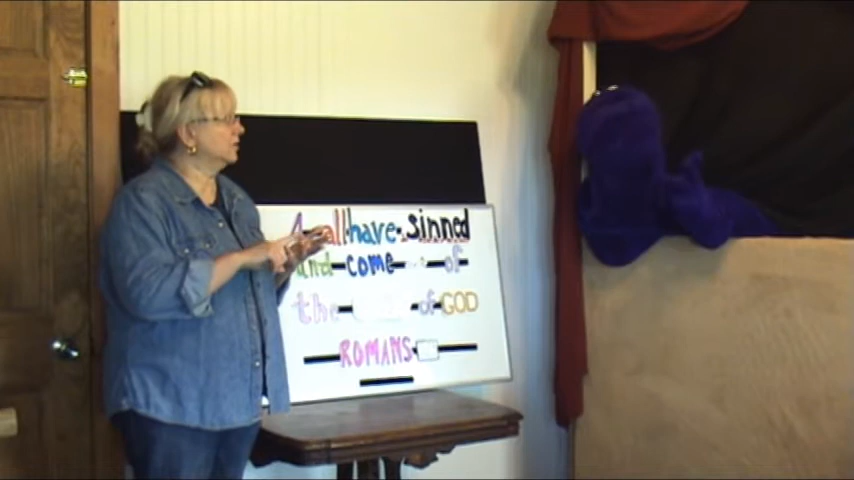 all have sinned
and come of
the of GOD
ROMANS